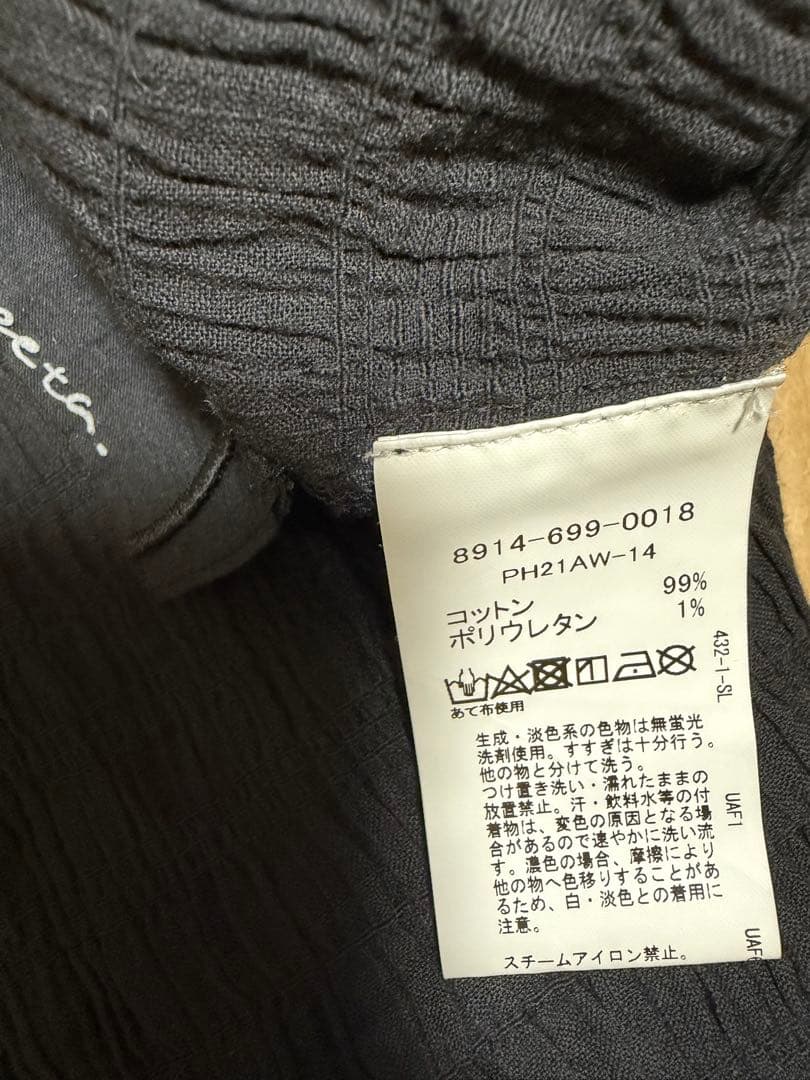 eeta.
8914-699-0018
PH21AW-14
コットン 99%
ポリウレタン 1%
あて布使用
432-1-SL
生成・淡色系の色物は無蛍光
洗剤使用。すすぎは十分行う。
他の物と分けて洗う。
つけ置き洗い・濡れたままの
放置禁止。汗・飲料水等の付
着物は、変色の原因となる場
合があるので速やかに洗い流
す。濃色の場合、摩擦により
他の物へ色移りすることがあ
るため、白・淡色との着用に
注意。
UAF1
スチームアイロン禁止。